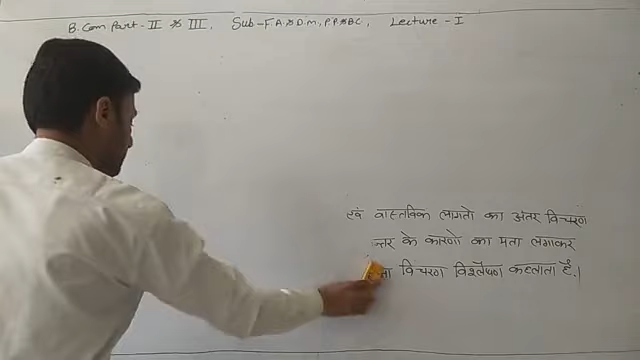 B. Com Part - II & III, Sub - F.A.&D.M, P.P.&B.C., Lecture - I
एवं वास्तविक लागतो का अंतर विचरण
के कारणो का पता लगाकर
विचरण विश्लेषण कहलाता है।